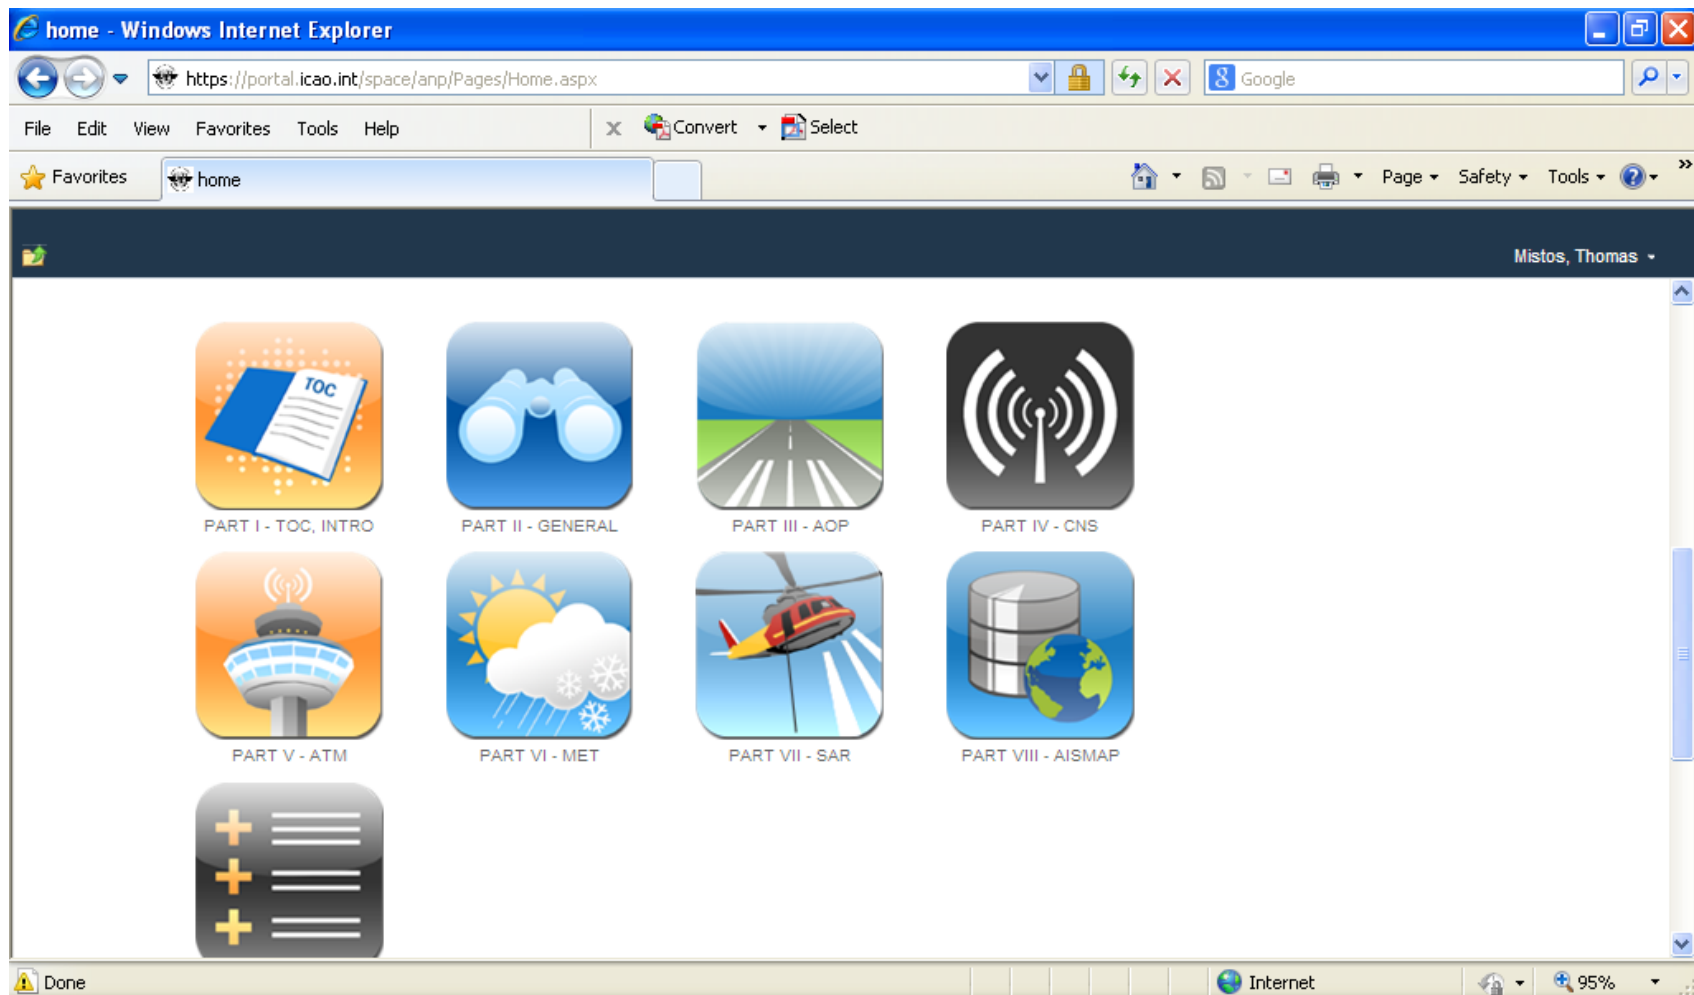 home - Windows Internet Explorer
https://portal.icao.int/space/anp/Pages/Home.aspx
8 Google
File Edit View Favorites Tools Help
x Convert Select
Favorites home Page Safety Tools »
Mistos, Thomas
TOC
PART I - TOC, INTRO PART II - GENERAL PART III - AOP PART IV - CNS
PART V - ATM PART VI - MET PART VII - SAR PART VIII - AISMAP
Done Internet 95%